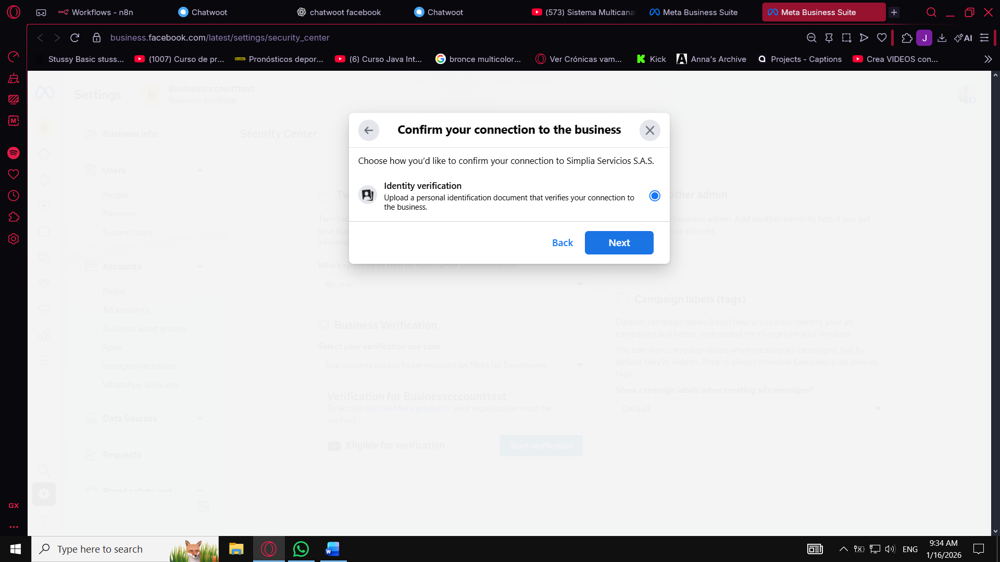 Workflows - n8n
Chatwoot
chatwoot facebook
Chatwoot
(573) Sistema Multicanal
Meta Business Suite
Meta Business Suite
business.facebook.com/latest/settings/security_center
J
AI
Stussy Basic stuss...
(1007) Curso de pr...
Pronósticos depor...
(6) Curso Java Int...
bronce multicolor...
Ver Crónicas vam...
Kick
Anna's Archive
Projects - Captions
Crea VIDEOS con...
Settings
B
Businesscccounttest
Business portfolio
B
Business info
Users
People
Partners
System users
Accounts
Pages
Ad accounts
Business asset groups
Apps
Instagram accounts
WhatsApp accounts
Data Sources
Requests
Brand safety and
Security Center
Confirm your connection to the business
Choose how you'd like to confirm your connection to Simplia Servicios S.A.S.
Identity verification
Upload a personal identification document that verifies your connection to
the business.
Back
Next
Who's required to turn on two-factor authentication?
No one
Business Verification
Select your verification use case
App requires access to permissions on Meta for Developers
Verification for Businesscccounttest
To access certain Meta products, your organization must be
verified.
Eligible for verification
Start verification
other admin
business admin. Add another admin to help if you get
your account.
Campaign labels (tags)
Custom campaign labels (tags) help you quickly identify your ad
campaigns and better understand the charges on your invoices.
You can show campaign labels when creating ad campaigns, but by
default they're hidden. They're always shown in Campaigns list view as
tags.
Show campaign labels when creating ad campaigns?
Default
M
GX
Type here to search
ENG
9:34 AM
1/16/2026